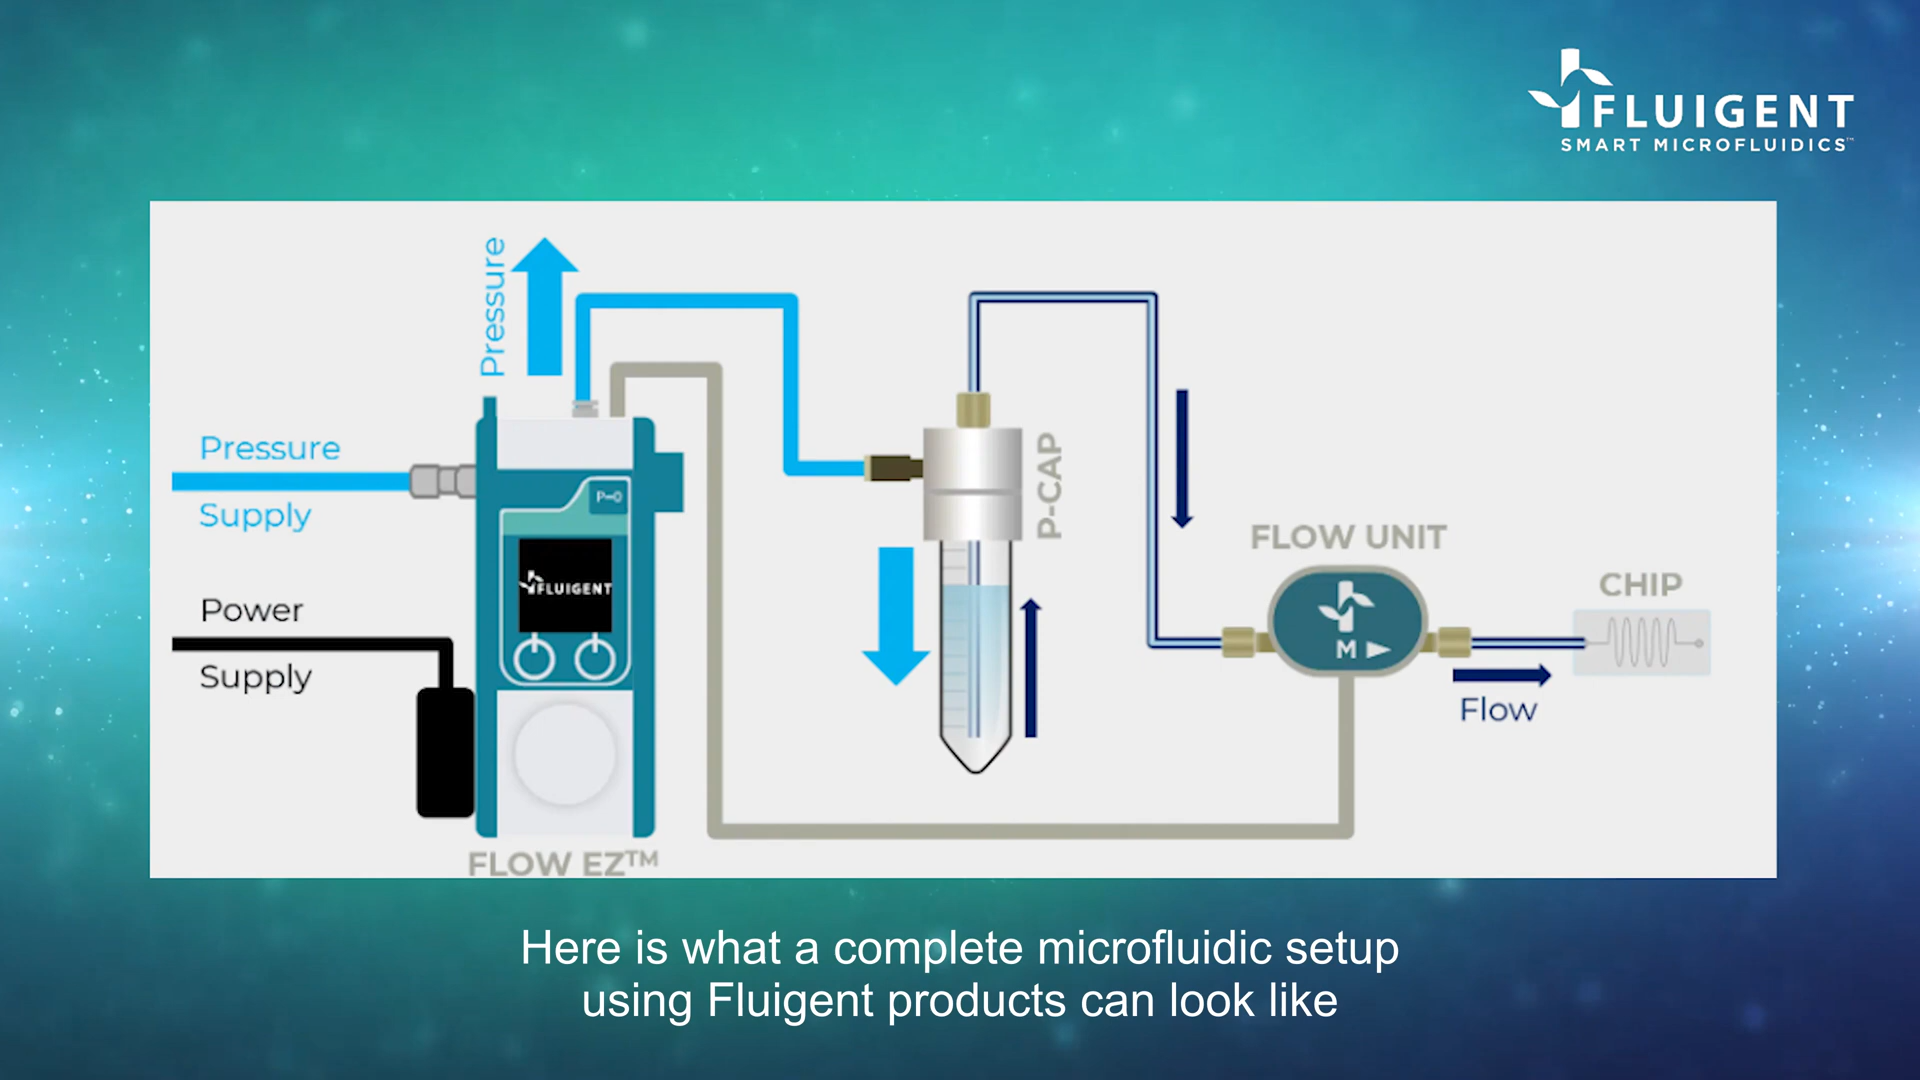 FLUIGENT
SMART MICROFLUIDICS™
Pressure
Pressure
Supply
Power
Supply
P=0
FLUIGENT
FLOW EZ™
P-CAP
FLOW UNIT
M
CHIP
Flow
Here is what a complete microfluidic setup
using Fluigent products can look like